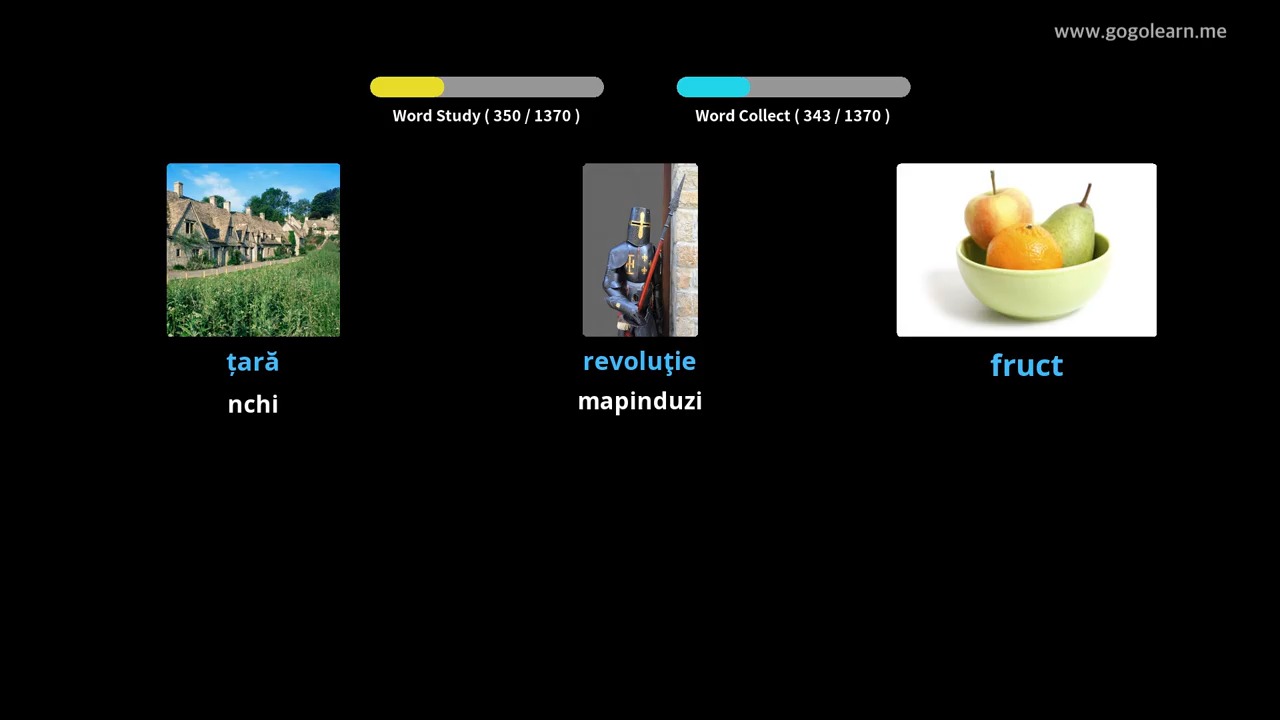 www.gogolearn.me
Word Study ( 350 / 1370 )
Word Collect ( 343 / 1370 )
țară
nchi
revoluţie
mapinduzi
fruct